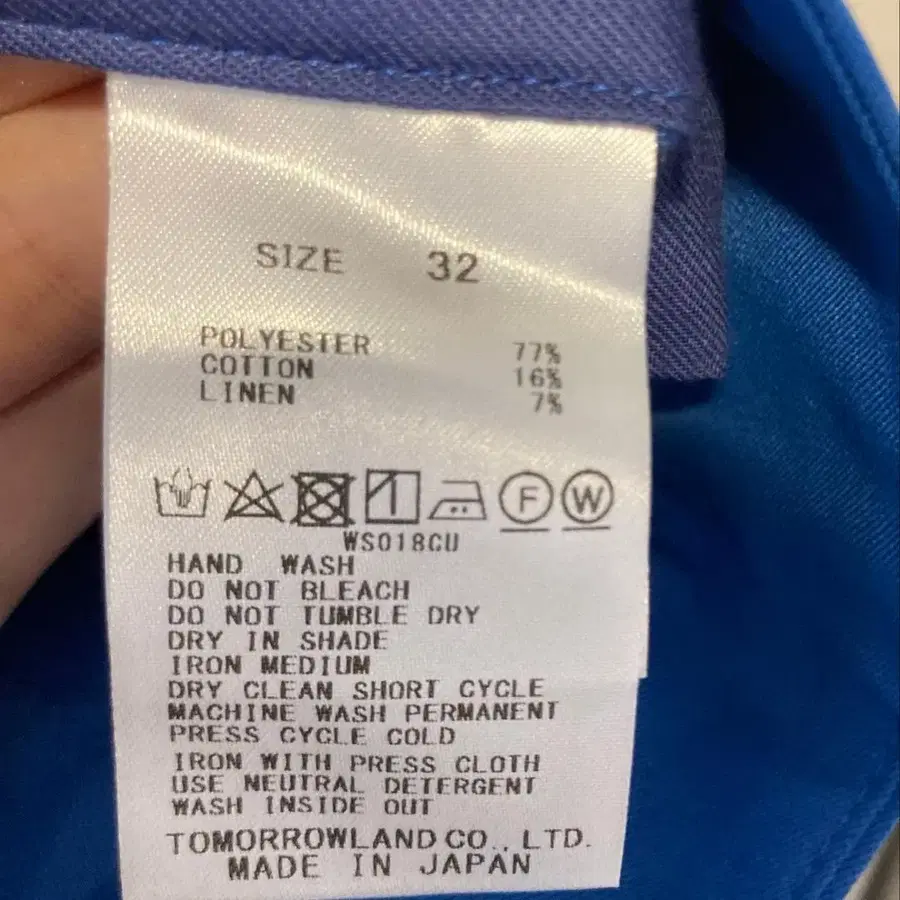 SIZE 32
POLYESTER 77%
COTTON 16%
LINEN 7%
F W
WS018CU
HAND WASH
DO NOT BLEACH
DO NOT TUMBLE DRY
DRY IN SHADE
IRON MEDIUM
DRY CLEAN SHORT CYCLE
MACHINE WASH PERMANENT
PRESS CYCLE COLD
IRON WITH PRESS CLOTH
USE NEUTRAL DETERGENT
WASH INSIDE OUT
TOMORROWLAND CO., LTD.
MADE IN JAPAN